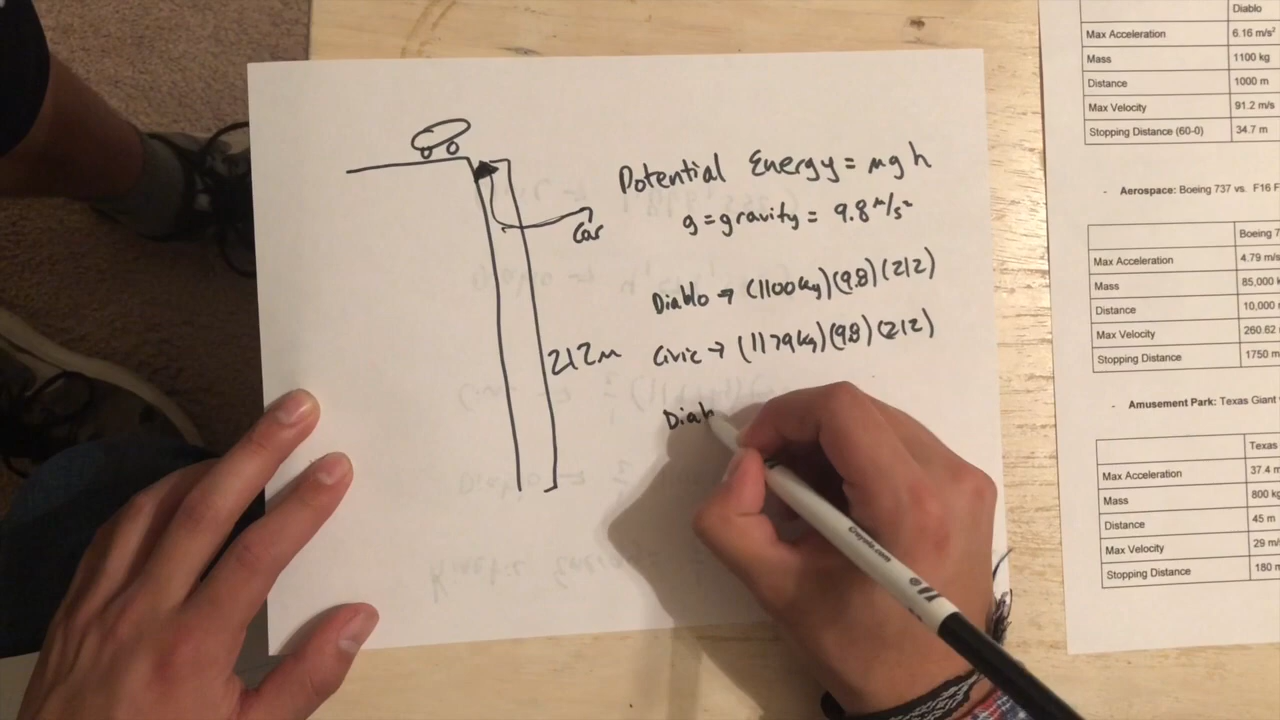 Potential Energy = mgh
g = gravity = 9.8 m/s²
Car
Diablo → (1100kg)(9.8)(212)
212m
Civic → (1179kg)(9.8)(212)
Diab
Crayola.com
Diablo
Max Acceleration 6.16 m/s²
Mass 1100 kg
Distance 1000 m
Max Velocity 91.2 m/s
Stopping Distance (60-0) 34.7 m
- Aerospace: Boeing 737 vs. F16 F
Boeing 7
Max Acceleration 4.79 m/s
Mass 85,000 k
Distance 10,000
Max Velocity 260.62
Stopping Distance 1750 m
- Amusement Park: Texas Giant
Texas
Max Acceleration 37.4 m
Mass 800 kg
Distance 45 m
Max Velocity 29 m/
Stopping Distance 180 m